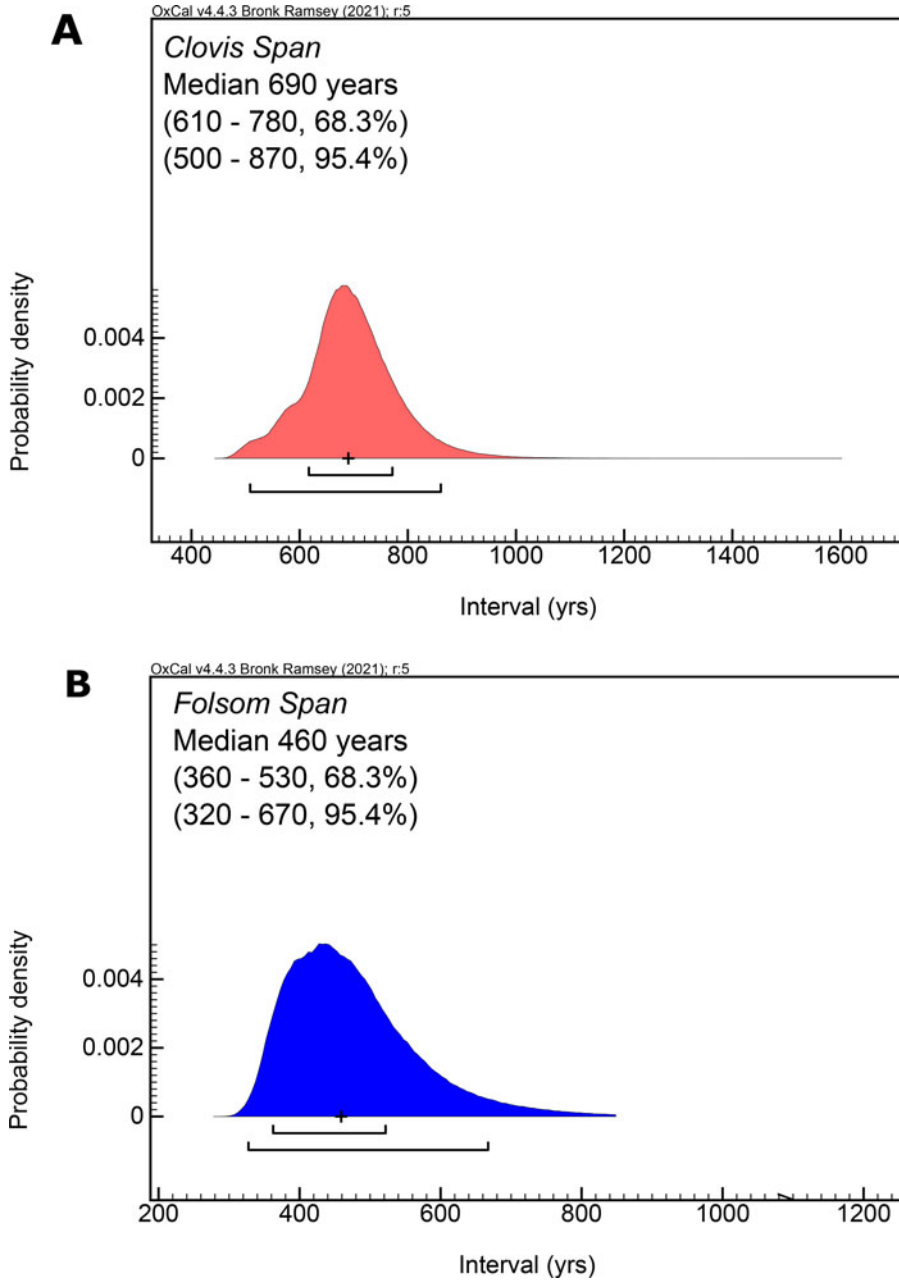 A
OxCal v4.4.3 Bronk Ramsey (2021); r:5
Clovis Span
Median 690 years
(610 - 780, 68.3%)
(500 - 870, 95.4%)
Probability density
0.004
0.002
0
400 600 800 1000 1200 1400 1600
Interval (yrs)
B
OxCal v4.4.3 Bronk Ramsey (2021); r:5
Folsom Span
Median 460 years
(360 - 530, 68.3%)
(320 - 670, 95.4%)
Probability density
0.004
0.002
0
200 400 600 800 1000 1200
Interval (yrs)